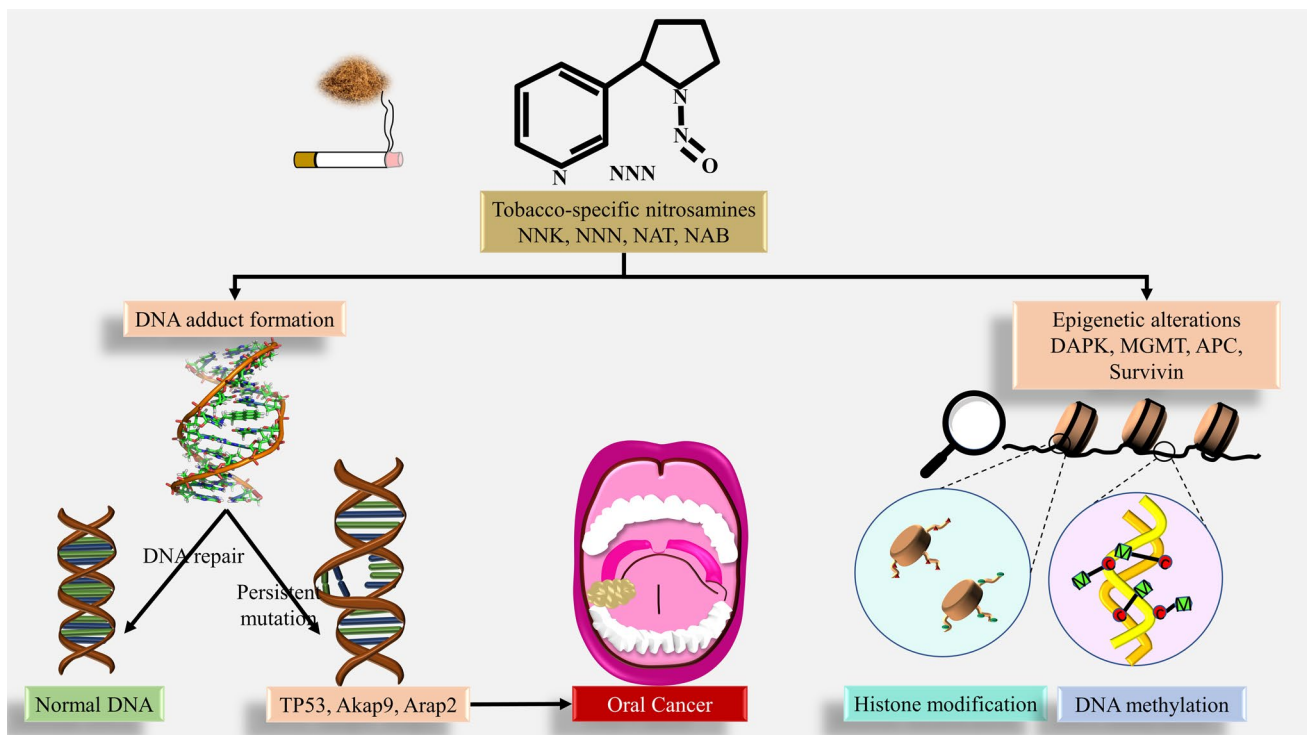 N
N
O
N
NNN
Tobacco-specific nitrosamines
NNK, NNN, NAT, NAB
DNA adduct formation
Epigenetic alterations
DAPK, MGMT, APC,
Survivin
DNA repair
Persistent
mutation
C
C
C
C
Normal DNA
TP53, Akap9, Arap2
Oral Cancer
Histone modification
DNA methylation